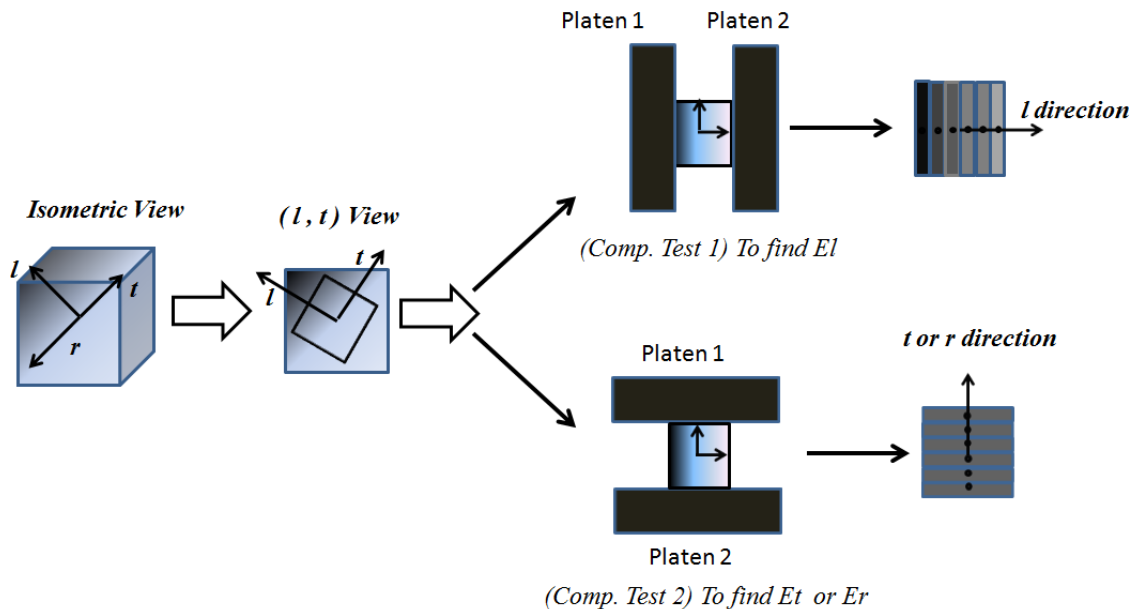 Isometric View
l
t
r
( l , t ) View
t
l
Platen 1
Platen 2
(Comp. Test 1) To find El
l direction
Platen 1
Platen 2
(Comp. Test 2) To find Et or Er
t or r direction